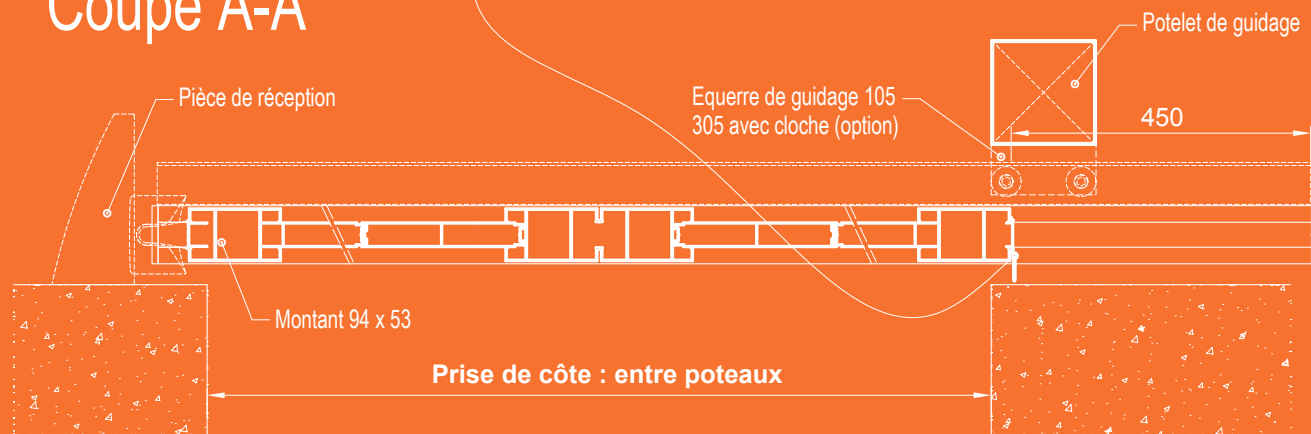 Coupe A-A
Potelet de guidage
Pièce de réception
Equerre de guidage 105
305 avec cloche (option)
450
Montant 94 x 53
Prise de côte : entre poteaux